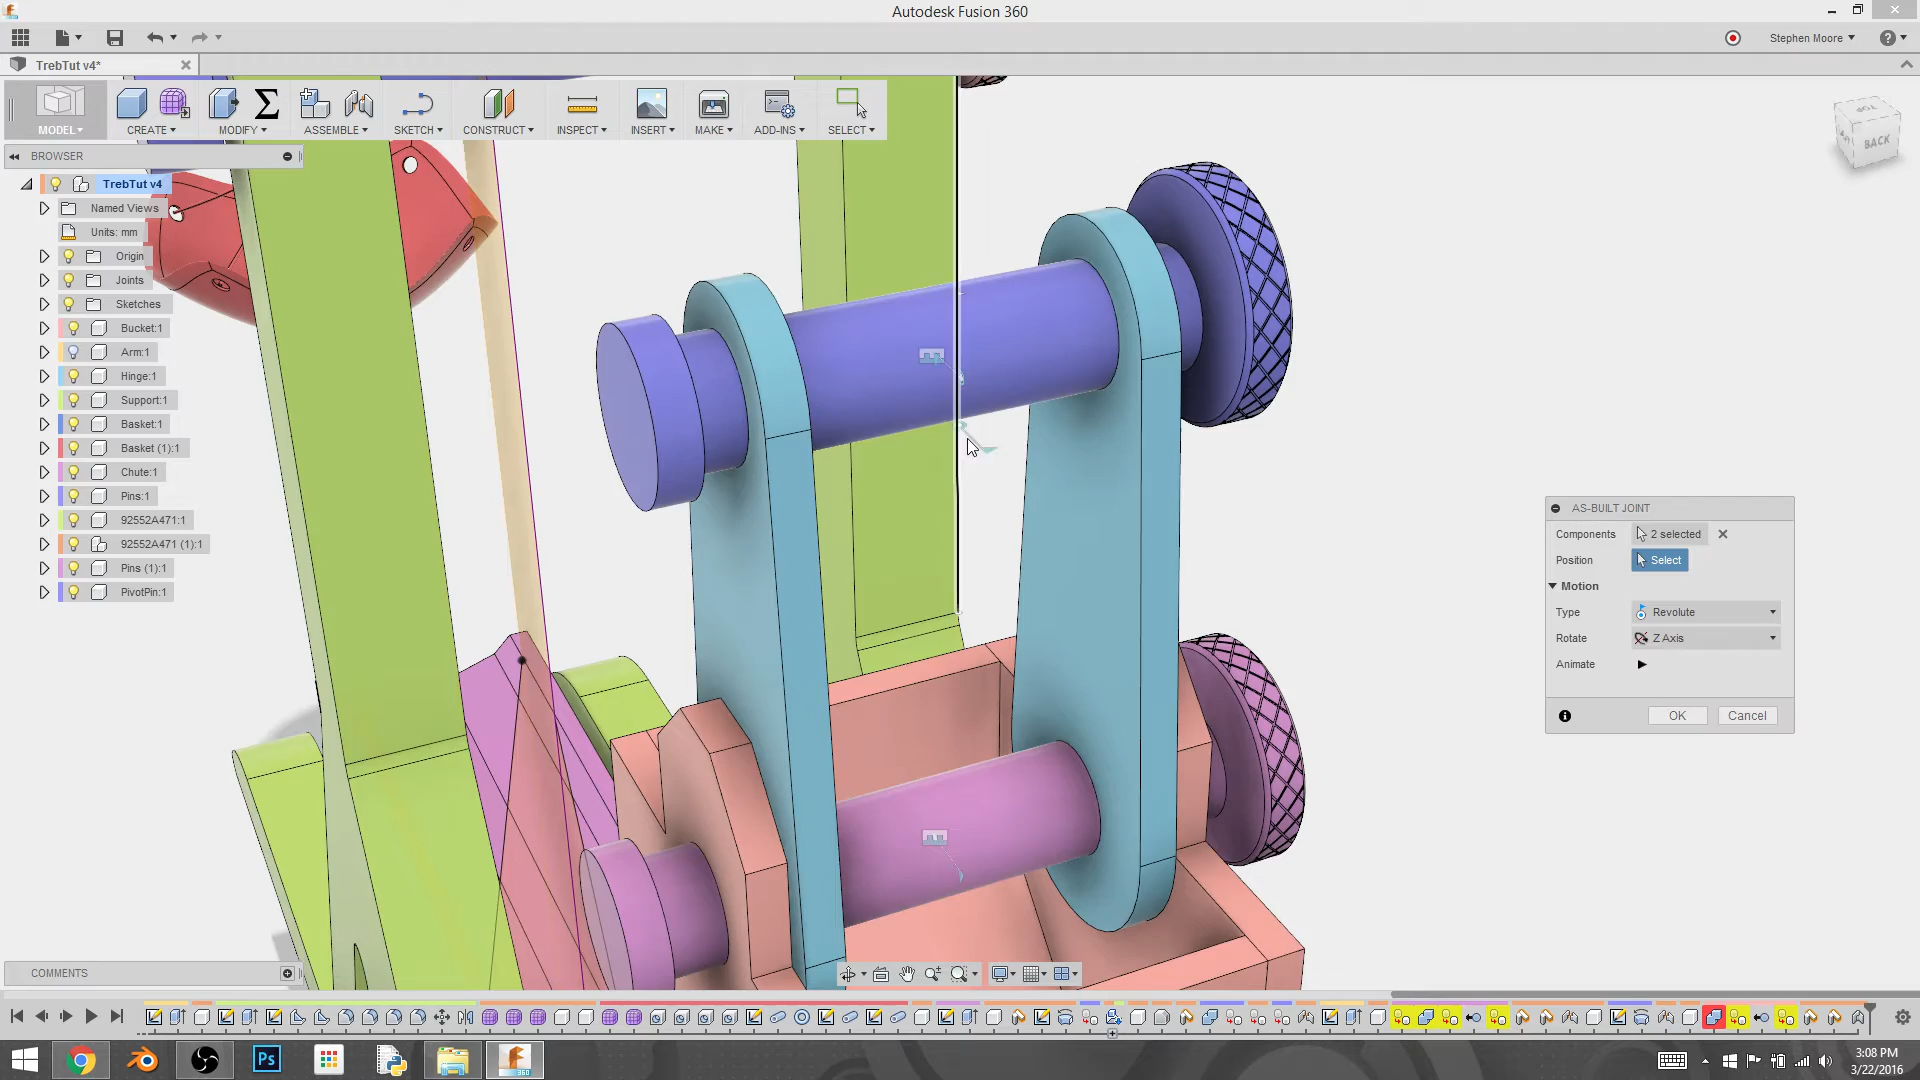 Autodesk Fusion 360
Stephen Moore
TrebTut v4*
MODEL
CREATE
MODIFY
ASSEMBLE
SKETCH
CONSTRUCT
INSPECT
INSERT
MAKE
ADD-INS
SELECT
BROWSER
TrebTut v4
Named Views
Units: mm
Origin
Joints
Sketches
Bucket:1
Arm:1
Hinge:1
Support:1
Basket:1
Basket (1):1
Chute:1
Pins:1
92552A471:1
92552A471 (1):1
Pins (1):1
PivotPin:1
TOP
BACK
AS-BUILT JOINT
Components 2 selected
Position Select
Motion
Type Revolute
Rotate Z Axis
Animate
OK Cancel
COMMENTS
Ps
360
3:08 PM
3/22/2016